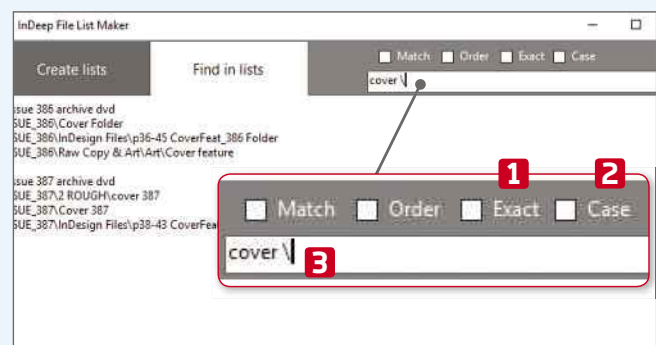 InDeep File List Maker
Create lists
Find in lists
Match Order Exact Case
cover \
ssue 386 archive dvd
SUE_386\Cover Folder
SUE_386\InDesign Files\p36-45 CoverFeat_386 Folder
SUE_386\Raw Copy & Art\Art\Cover feature
ssue 387 archive dvd
SUE_387\2 ROUGH\cover 387
SUE_387\Cover 387
SUE_387\InDesign Files\p38-43 CoverFea
1 2
Match Order Exact Case
cover \
3